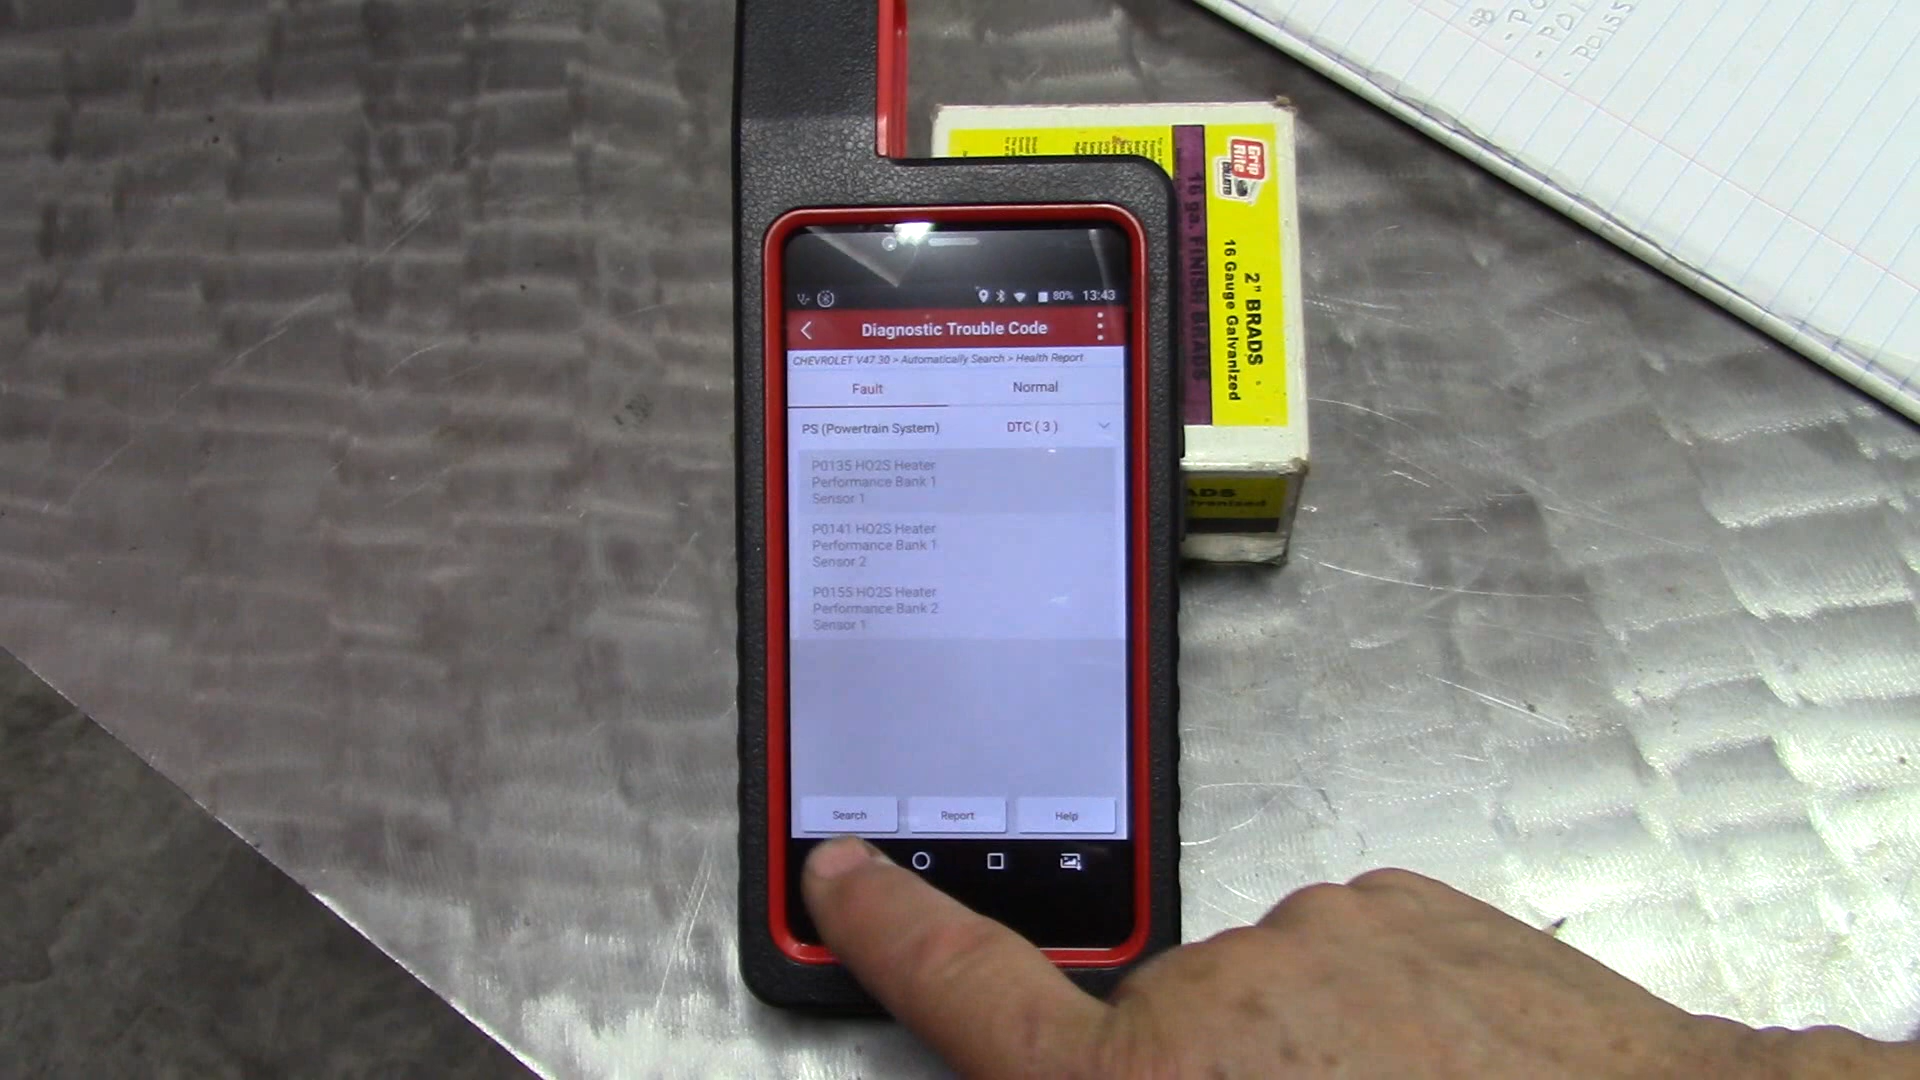 80% 13:43
Diagnostic Trouble Code
CHEVROLET V47.30 > Automatically Search > Health Report
Fault Normal
PS (Powertrain System) DTC ( 3 )
P0135 HO2S Heater
Performance Bank 1
Sensor 1
P0141 HO2S Heater
Performance Bank 1
Sensor 2
P0155 HO2S Heater
Performance Bank 2
Sensor 1
Search Report Help
Grip
Rite
2" BRADS
16 Gauge Galvanized
16 ga. FINISH BRADS
- P0155